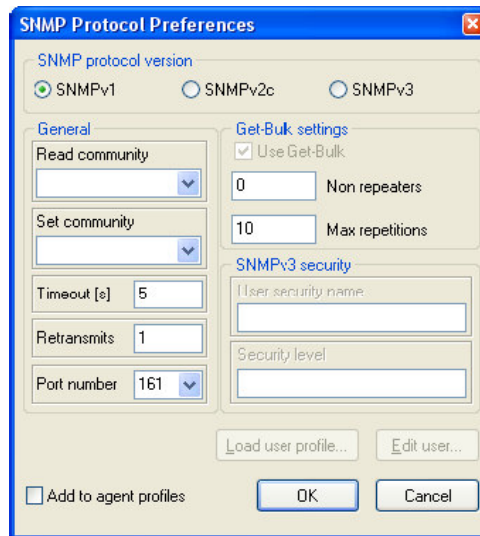 SNMP Protocol Preferences
SNMP protocol version
SNMPv1 SNMPv2c SNMPv3
General
Read community
Set community
Timeout [s] 5
Retransmits 1
Port number 161
Get-Bulk settings
Use Get-Bulk
0 Non repeaters
10 Max repetitions
SNMPv3 security
User security name
Security level
Load user profile... Edit user...
Add to agent profiles OK Cancel